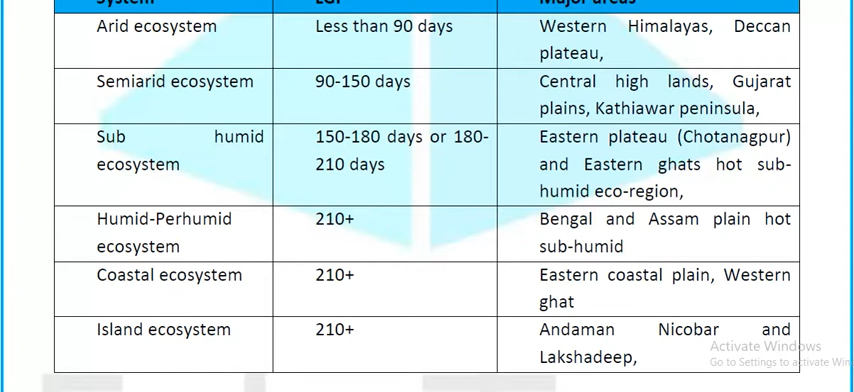 System LGP Major areas
Arid ecosystem Less than 90 days Western Himalayas, Deccan
plateau,
Semiarid ecosystem 90-150 days Central high lands, Gujarat
plains, Kathiawar peninsula,
Sub humid 150-180 days or 180- Eastern plateau (Chotanagpur)
ecosystem 210 days and Eastern ghats hot sub-
humid eco-region,
Humid-Perhumid 210+ Bengal and Assam plain hot
ecosystem sub-humid
Coastal ecosystem 210+ Eastern coastal plain, Western
ghat
Island ecosystem 210+ Andaman Nicobar and
Lakshadeep,
Activate Windows
Go to Settings to activate Win